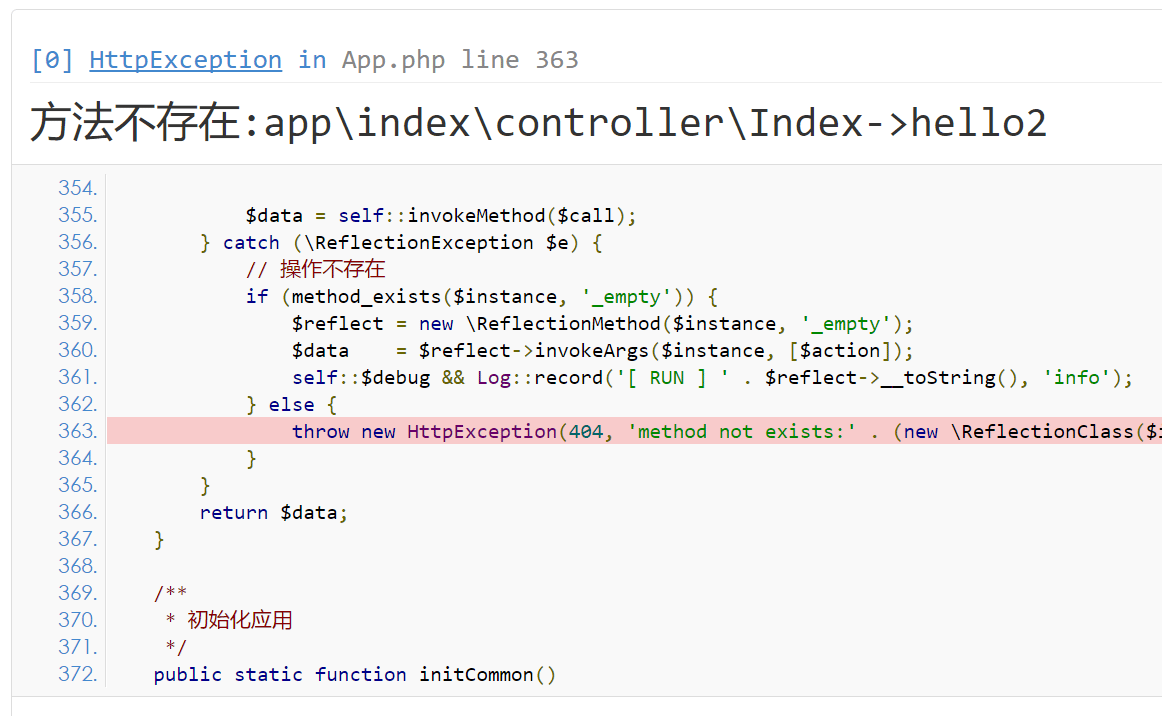 [0] HttpException in App.php line 363
方法不存在:app\index\controller\Index->hello2
354.
355. $data = self::invokeMethod($call);
356. } catch (\ReflectionException $e) {
357. // 操作不存在
358. if (method_exists($instance, '_empty')) {
359. $reflect = new \ReflectionMethod($instance, '_empty');
360. $data    = $reflect->invokeArgs($instance, [$action]);
361. self::$debug && Log::record('[ RUN ] ' . $reflect->__toString(), 'info');
362. } else {
363. throw new HttpException(404, 'method not exists:' . (new \ReflectionClass($
364. }
365. }
366. return $data;
367. }
368.
369. /**
370. * 初始化应用
371. */
372. public static function initCommon()